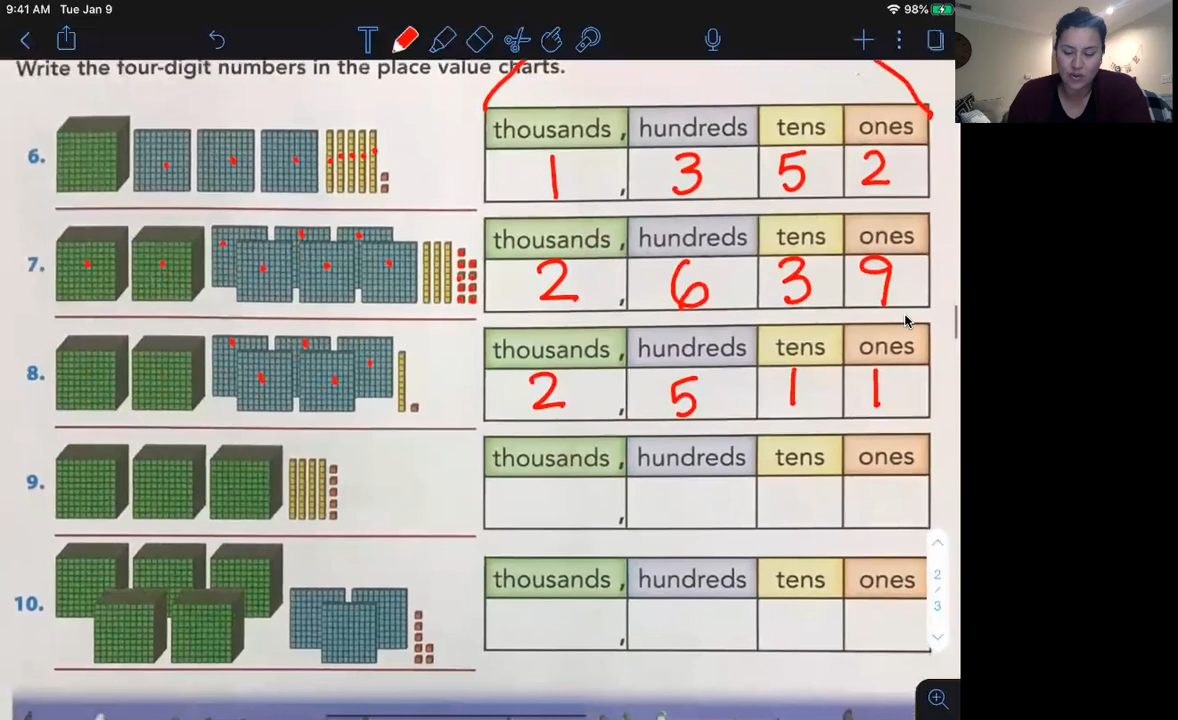 9:41 AM Tue Jan 9
98%
T
Write the four-digit numbers in the place value charts.
6.
thousands, hundreds tens ones
1, 3 5 2
7.
thousands, hundreds tens ones
2, 6 3 9
8.
thousands, hundreds tens ones
2, 5 1 1
9.
thousands, hundreds tens ones
,
10.
thousands, hundreds tens ones
,
2
/
3